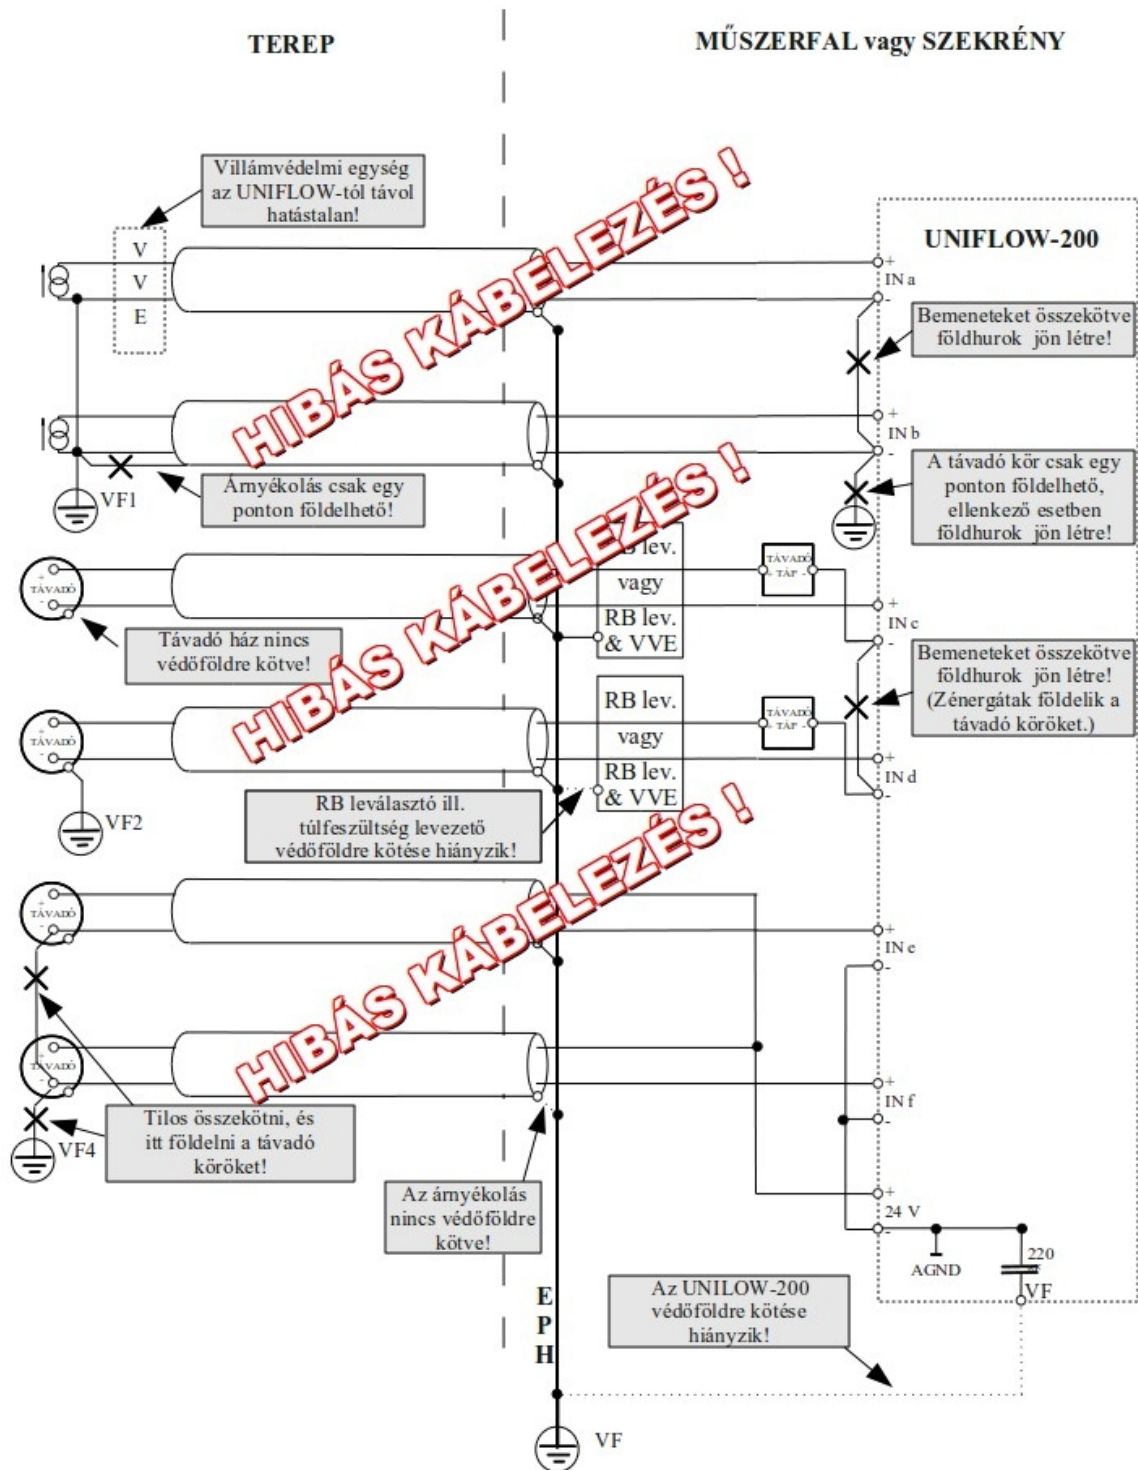 TEREP
MŰSZERFAL vagy SZEKRÉNY
Villámvédelmi egység
az UNIFLOW-tól távol
hatástalan!
HIBÁS KÁBELEZÉS !
UNIFLOW-200
V
V
E
+
IN a
-
Bemeneteket összekötve
földhurok jön létre!
+
IN b
-
VF1
Árnyékolás csak egy
ponton földelhető!
A távadó kör csak egy
ponton földelhető,
ellenkező esetben
földhurok jön létre!
HIBÁS KÁBELEZÉS !
+
TÁVADÓ
-
lev.
vagy
RB lev.
& VVE
TÁVADÓ
+ TÁP -
+
IN c
-
Távadó ház nincs
védőföldre kötve!
Bemeneteket összekötve
földhurok jön létre!
(Zénergátak földelik a
távadó köröket.)
+
TÁVADÓ
-
RB lev.
vagy
RB lev.
& VVE
TÁVADÓ
+ TÁP -
+
IN d
-
VF2
RB leválasztó ill.
túlfeszültség levezető
védőföldre kötése hiányzik!
HIBÁS KÁBELEZÉS !
+
TÁVADÓ
-
+
IN e
-
+
TÁVADÓ
-
+
IN f
-
VF4
Tilos összekötni, és
itt földelni a távadó
köröket!
Az árnyékolás
nincs védőföldre
kötve!
+
24 V
-
AGND
220
VF
Az UNILOW-200
védőföldre kötése
hiányzik!
E
P
H
VF